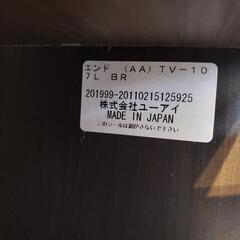 エンド (AA) TV-10
7L BR
201999-20110215125925
株式会社ユーアイ
MADE IN JAPAN
このシールは剥がさないで下さい